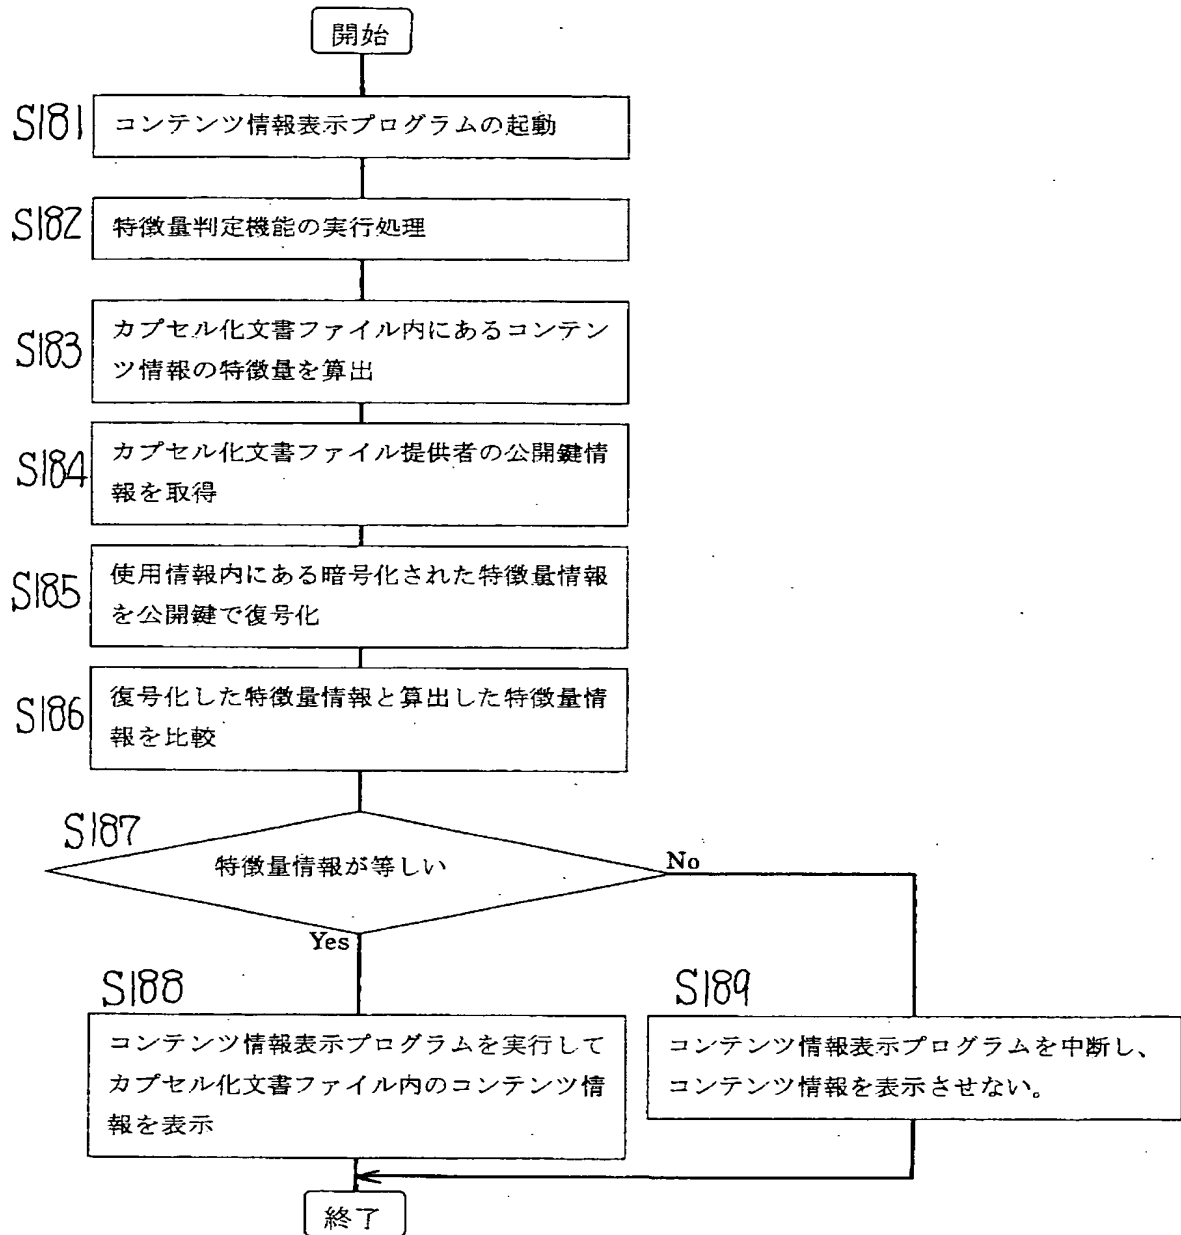 開始
S181
コンテンツ情報表示プログラムの起動
S182
特徴量判定機能の実行処理
S183
カプセル化文書ファイル内にあるコンテン
ツ情報の特徴量を算出
S184
カプセル化文書ファイル提供者の公開鍵情
報を取得
S185
使用情報内にある暗号化された特徴量情報
を公開鍵で復号化
S186
復号化した特徴量情報と算出した特徴量情
報を比較
S187
特徴量情報が等しい
No
Yes
S188
コンテンツ情報表示プログラムを実行して
カプセル化文書ファイル内のコンテンツ情
報を表示
S189
コンテンツ情報表示プログラムを中断し、
コンテンツ情報を表示させない。
終了